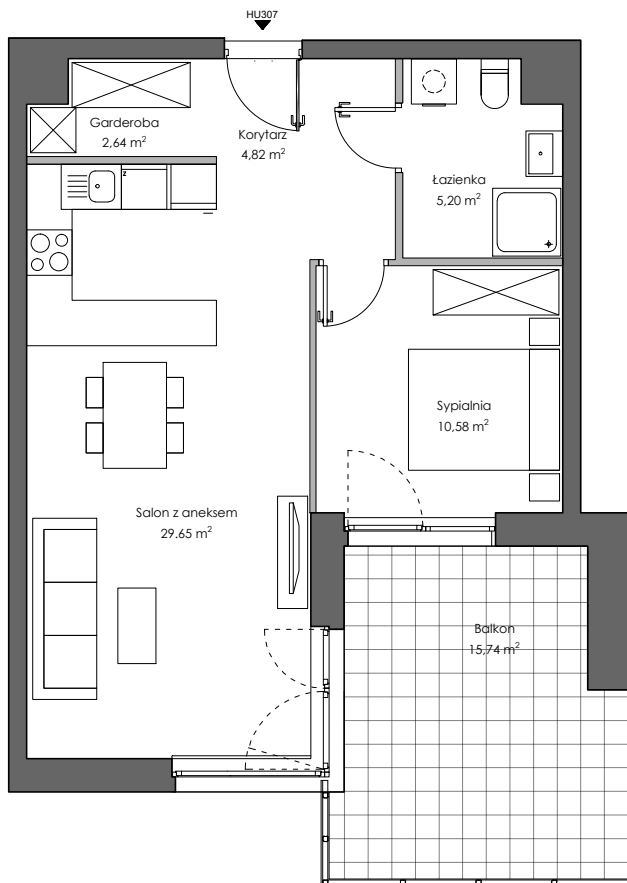 HU307
Garderoba
2,64 m²
Korytarz
4,82 m²
Łazienka
5,20 m²
z
Sypialnia
10,58 m²
Salon z aneksem
29.65 m²
Balkon
15,74 m²